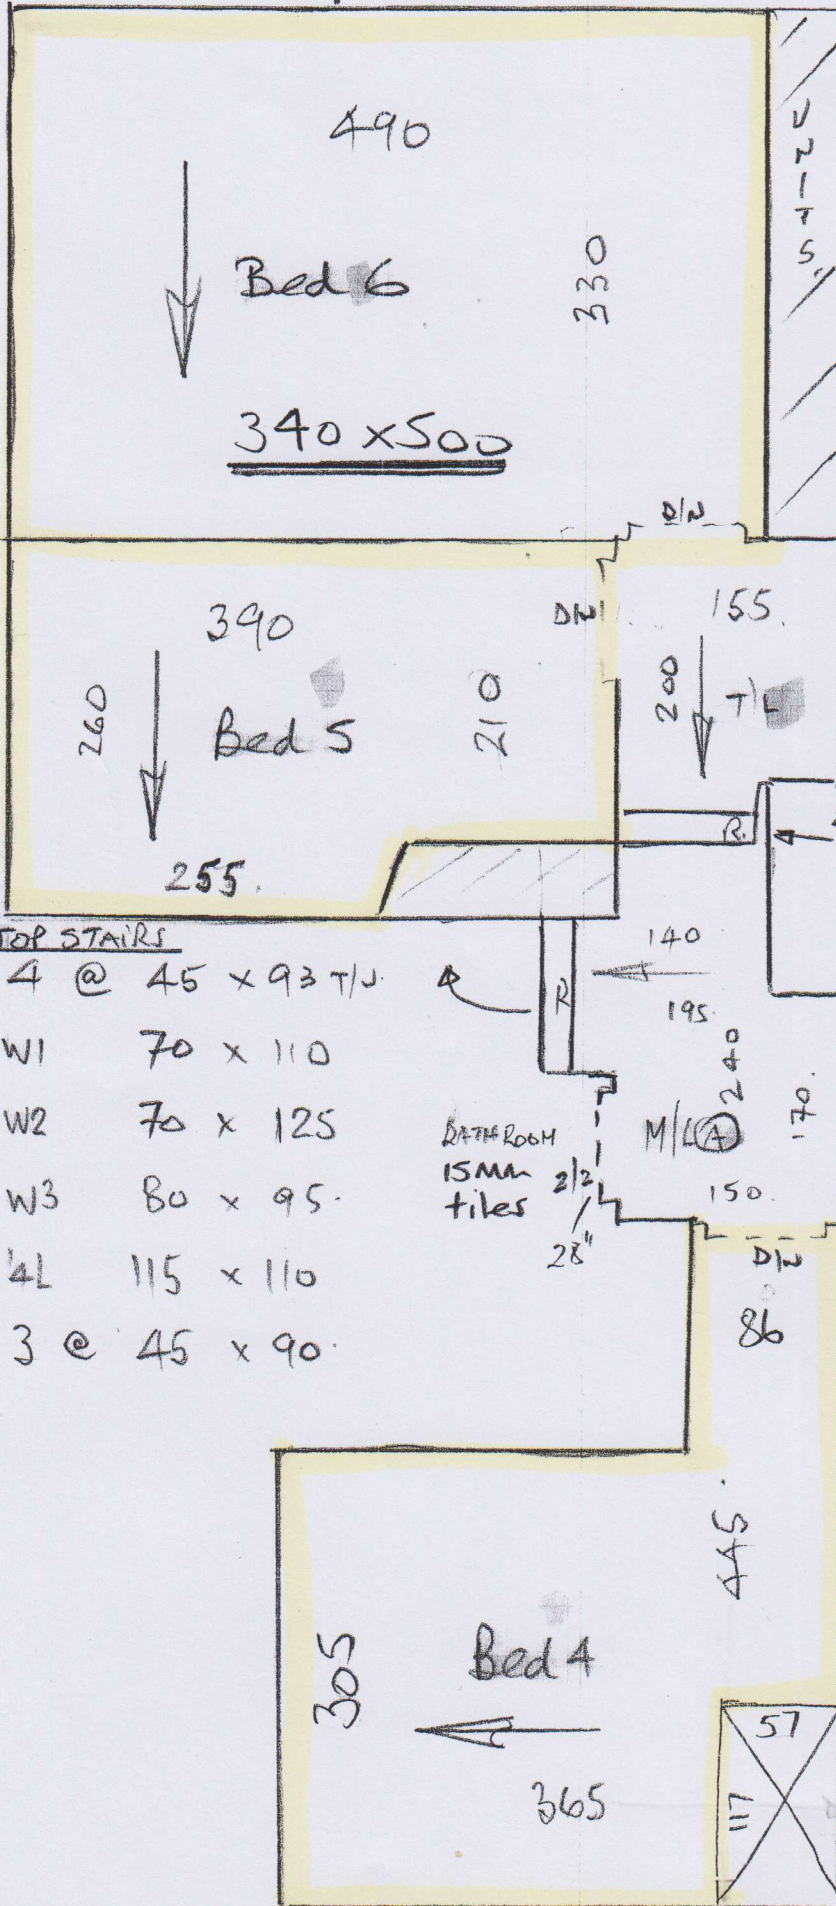 490
UNITS.
Bed 6
330
340 x 500
D/N
390
D/N
155.
260
Bed 5
210
200
T/L
R.
255.
TOP STAIRS
4 @ 45 x 93 T/J.
140
R
195.
W1 70 x 110
240
170.
W2 70 x 125
BATHROOM
15MM
tiles
2/2
28"
M/L A
150.
W3 80 x 95.
D/N
4L 115 x 110
86
3 @ 45 x 90.
445.
305
Bed 4
57
117
365